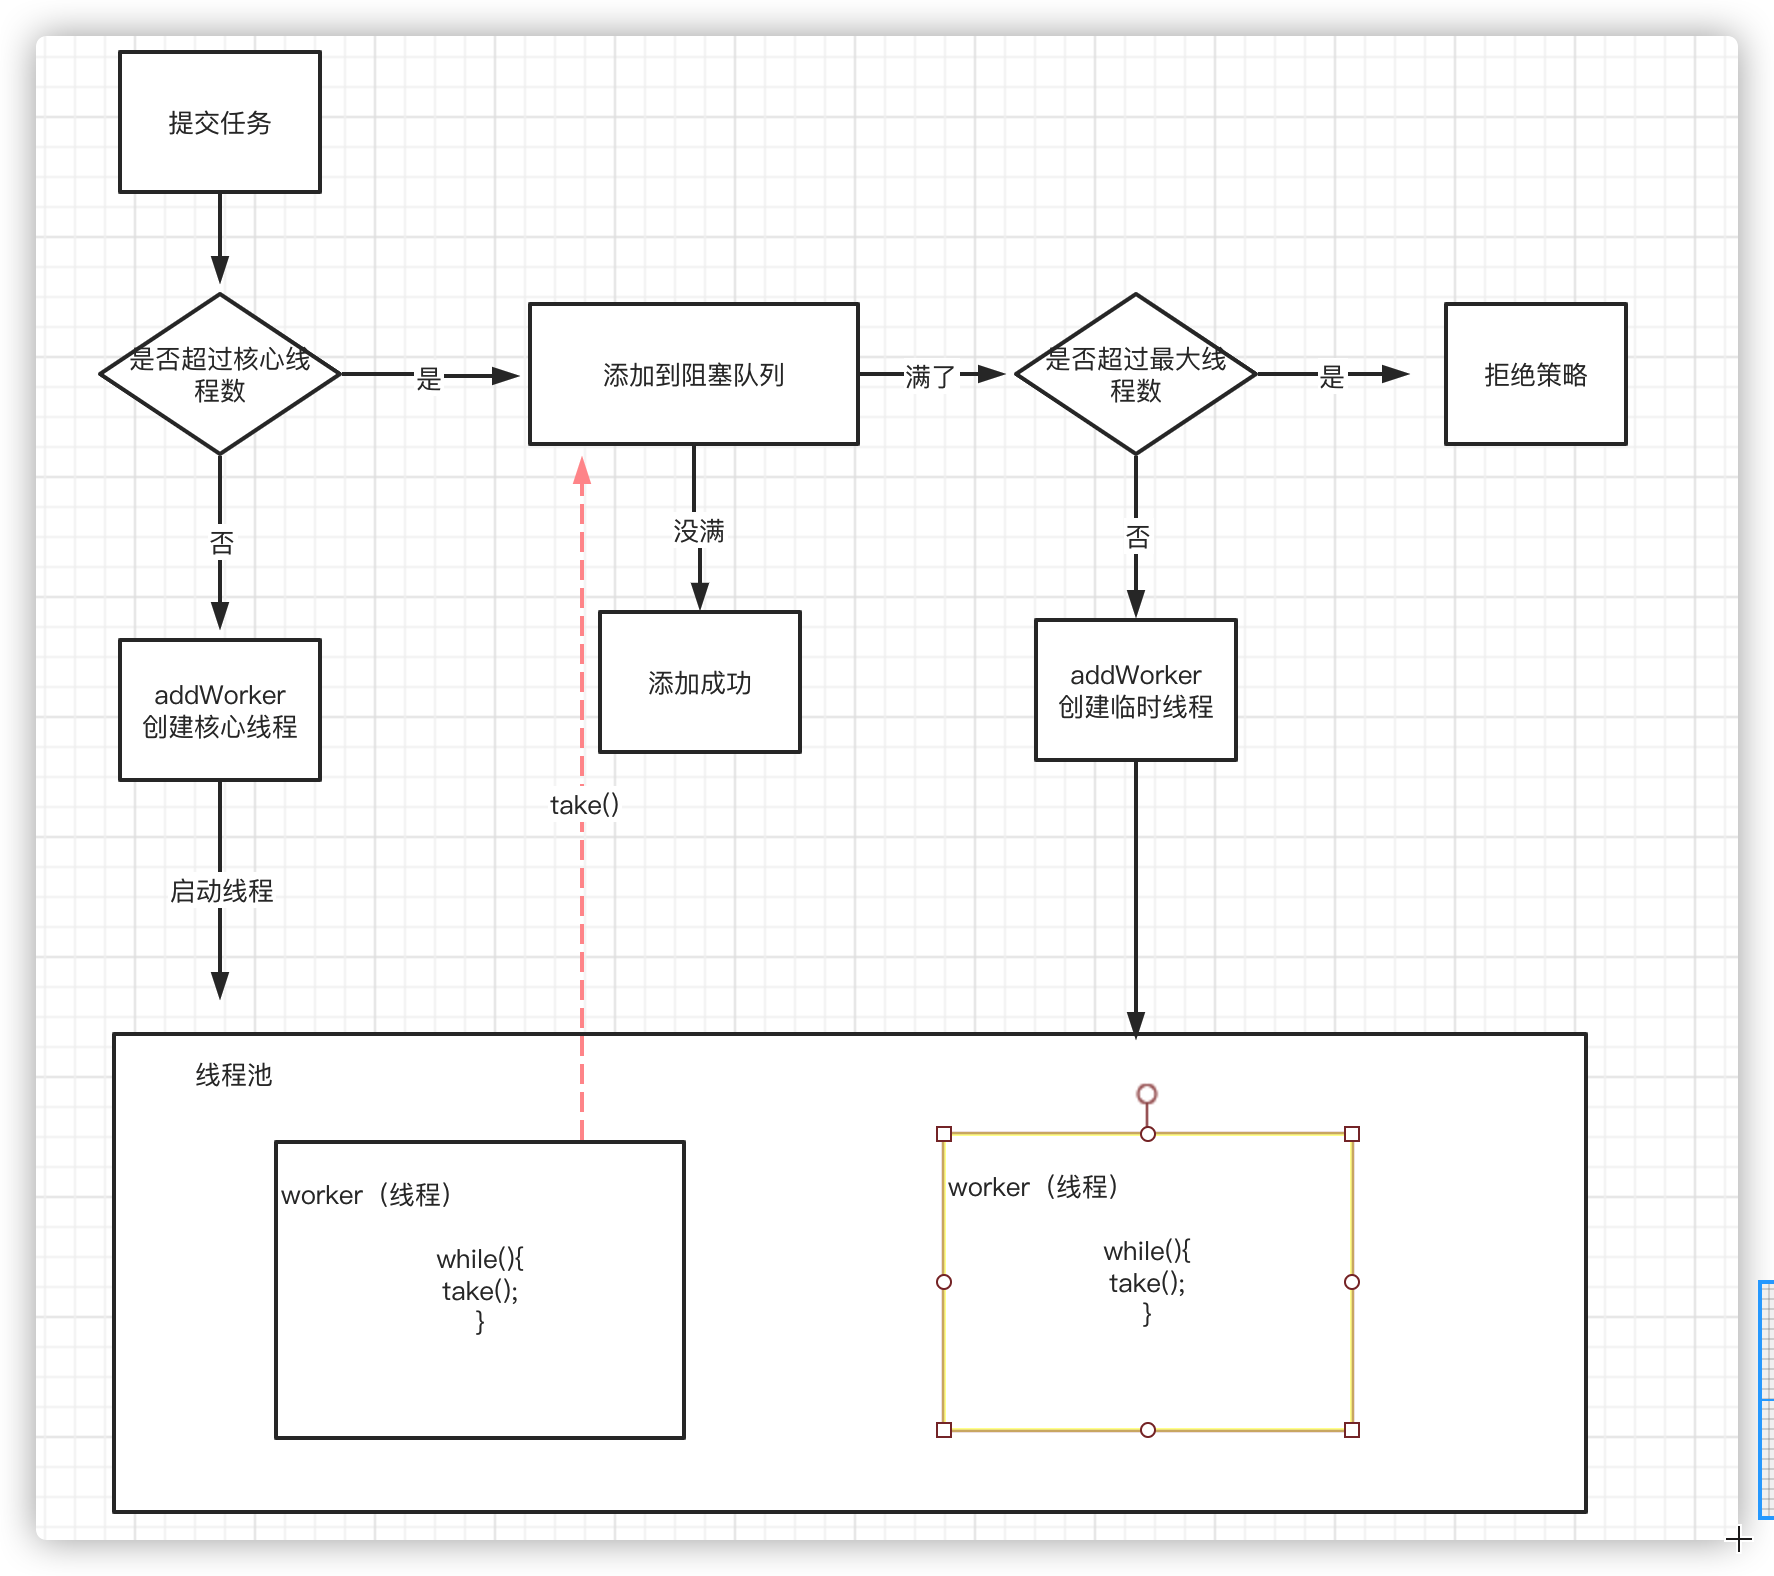 提交任务
是否超过核心线
程数
是
添加到阻塞队列
满了
是否超过最大线
程数
是
拒绝策略
否
没满
否
addWorker
创建核心线程
添加成功
addWorker
创建临时线程
take()
启动线程
线程池
worker（线程）
while(){
take();
}
worker（线程）
while(){
take();
}